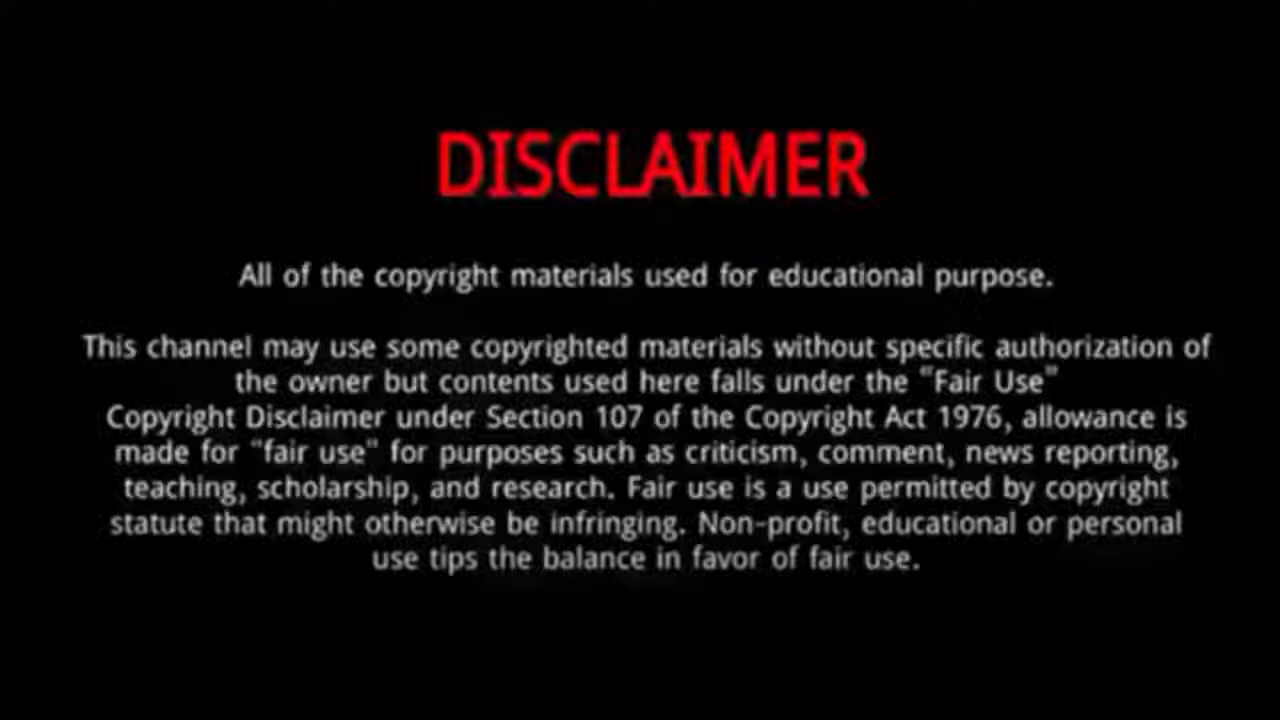 DISCLAIMER
All of the copyright materials used for educational purpose.
This channel may use some copyrighted materials without specific authorization of
the owner but contents used here falls under the "Fair Use"
Copyright Disclaimer under Section 107 of the Copyright Act 1976, allowance is
made for "fair use" for purposes such as criticism, comment, news reporting,
teaching, scholarship, and research. Fair use is a use permitted by copyright
statute that might otherwise be infringing. Non-profit, educational or personal
use tips the balance in favor of fair use.